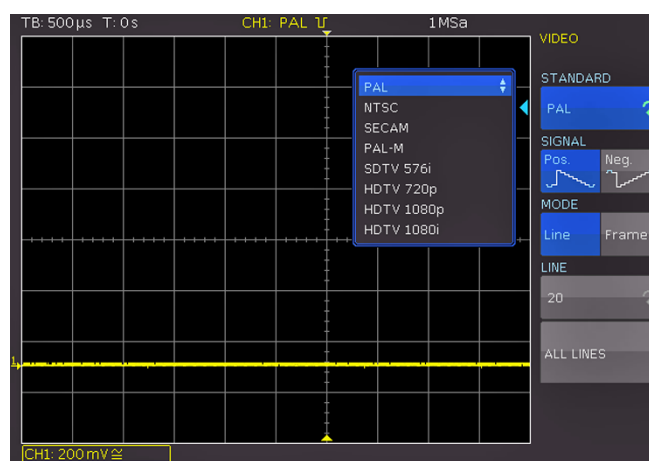 TB: 500µs T: 0s CH1: PAL 1MSa
VIDEO
PAL
NTSC
SECAM
PAL-M
SDTV 576i
HDTV 720p
HDTV 1080p
HDTV 1080i
STANDARD
PAL
SIGNAL
Pos. Neg.
MODE
Line Frame
LINE
20
ALL LINES
1
CH1: 200mV≅